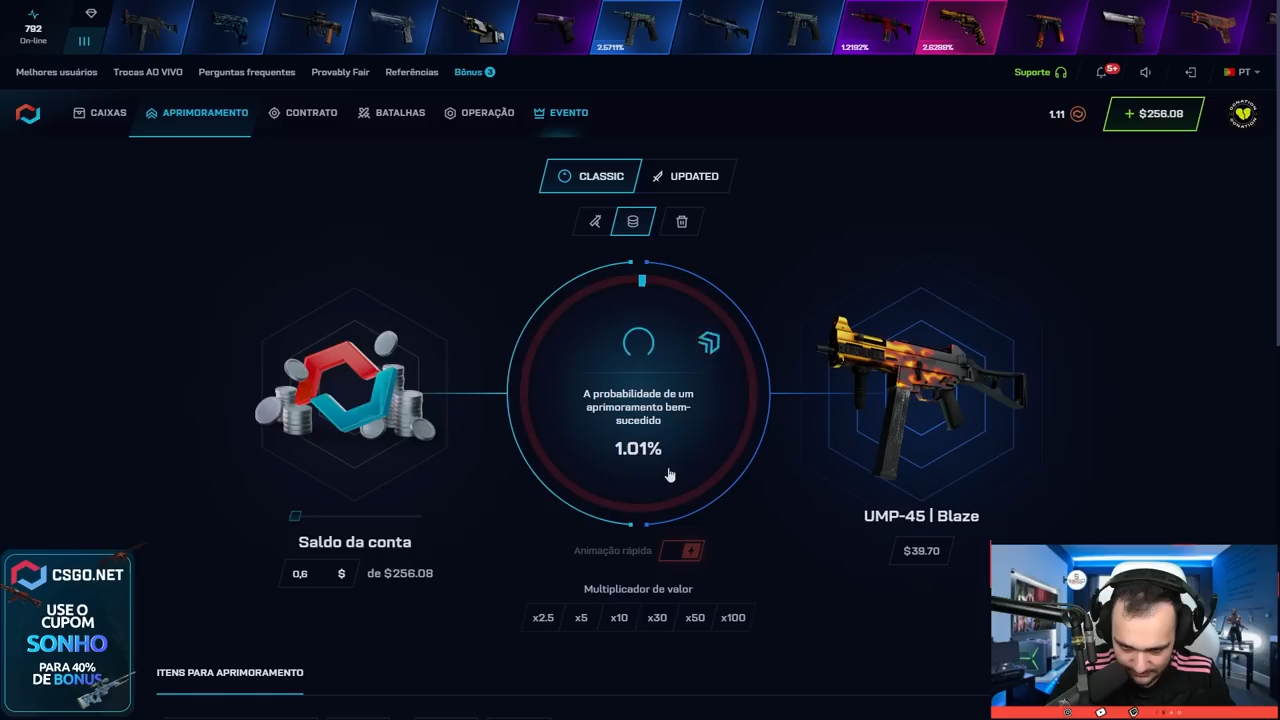 792
On-line
2.5711%
1.2192%
2.6288%
Melhores usuários
Trocas AO VIVO
Perguntas frequentes
Provably Fair
Referências
Bônus 3
Suporte
5+
PT
CAIXAS
APRIMORAMENTO
CONTRATO
BATALHAS
OPERAÇÃO
EVENTO
1.11
+ $256.08
DONATION
DONATION
CLASSIC
UPDATED
A probabilidade de um
aprimoramento bem-
sucedido
1.01%
UMP-45 | Blaze
$39.70
Saldo da conta
0,6 $ de $256.08
Animação rápida
Multiplicador de valor
x2.5 x5 x10 x30 x50 x100
CSGO.NET
USE O
CUPOM
SONHO
PARA 40%
DE BONUS
ITENS PARA APRIMORAMENTO